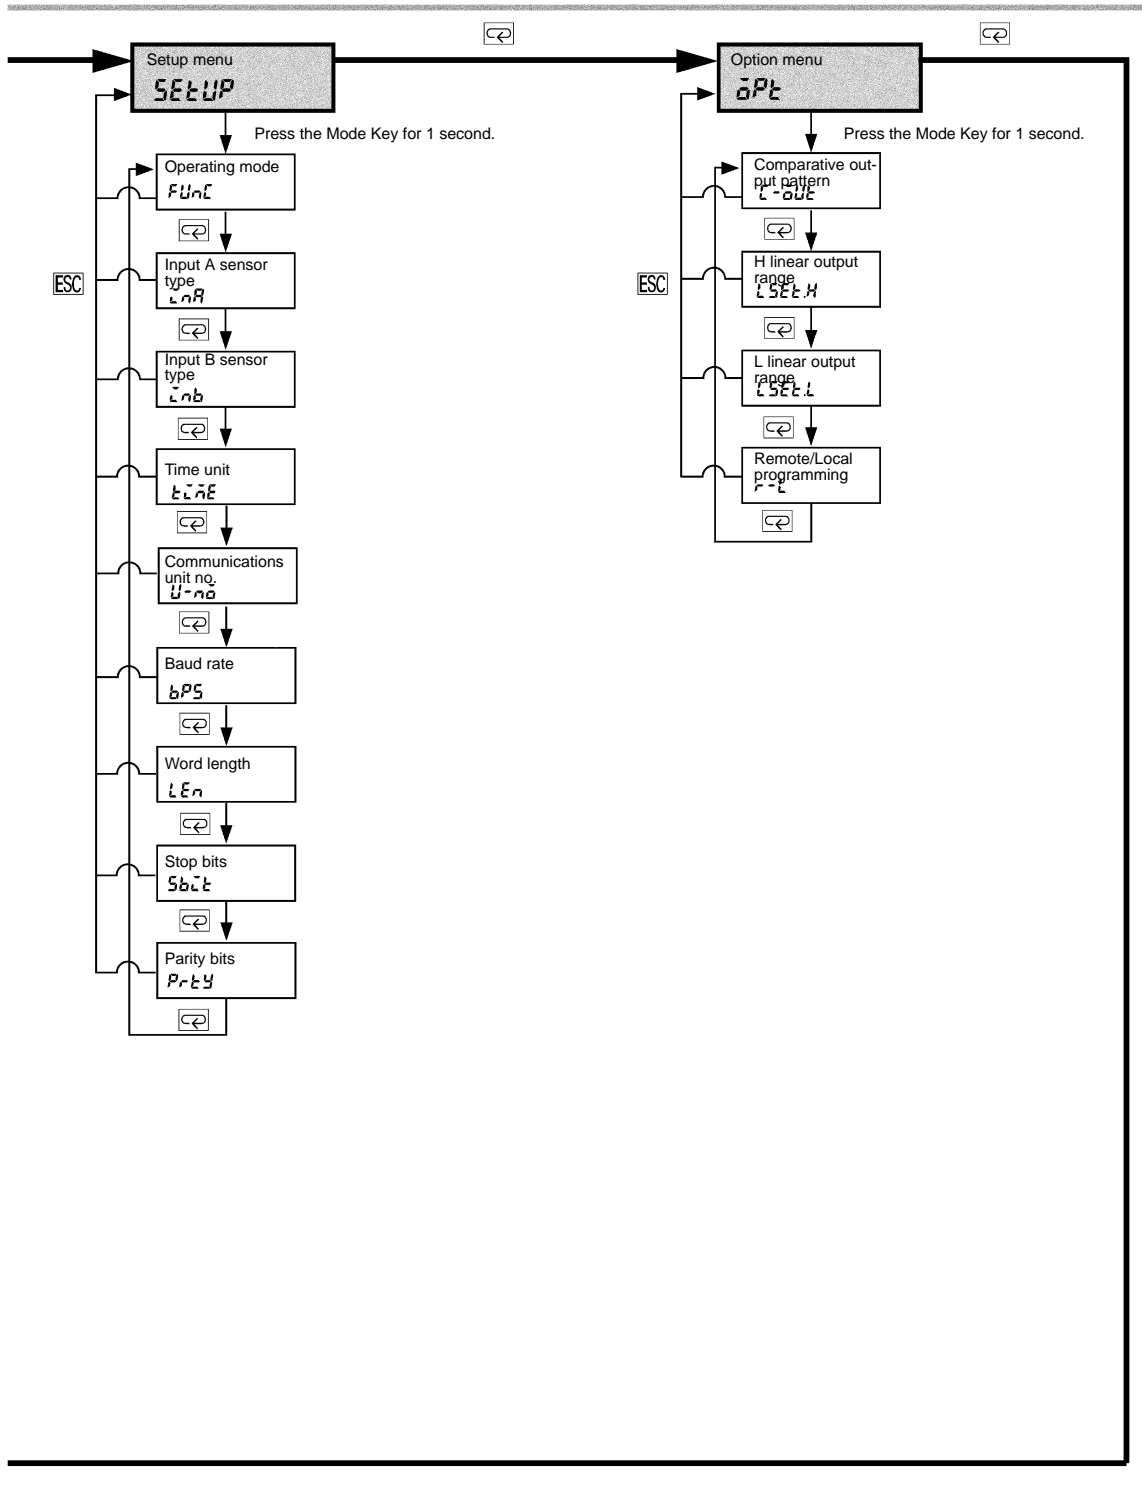 Setup menu
SEtUP
Press the Mode Key for 1 second.
Operating mode
FUnC
Input A sensor
type
inA
Input B sensor
type
inb
Time unit
timE
Communications
unit no.
U-no
Baud rate
bPS
Word length
LEn
Stop bits
Sbit
Parity bits
PrtY
ESC
Option menu
oPt
Press the Mode Key for 1 second.
Comparative out-
put pattern
C-oUt
H linear output
range
LSEt.H
L linear output
range
LSEt.L
Remote/Local
programming
r-L
ESC